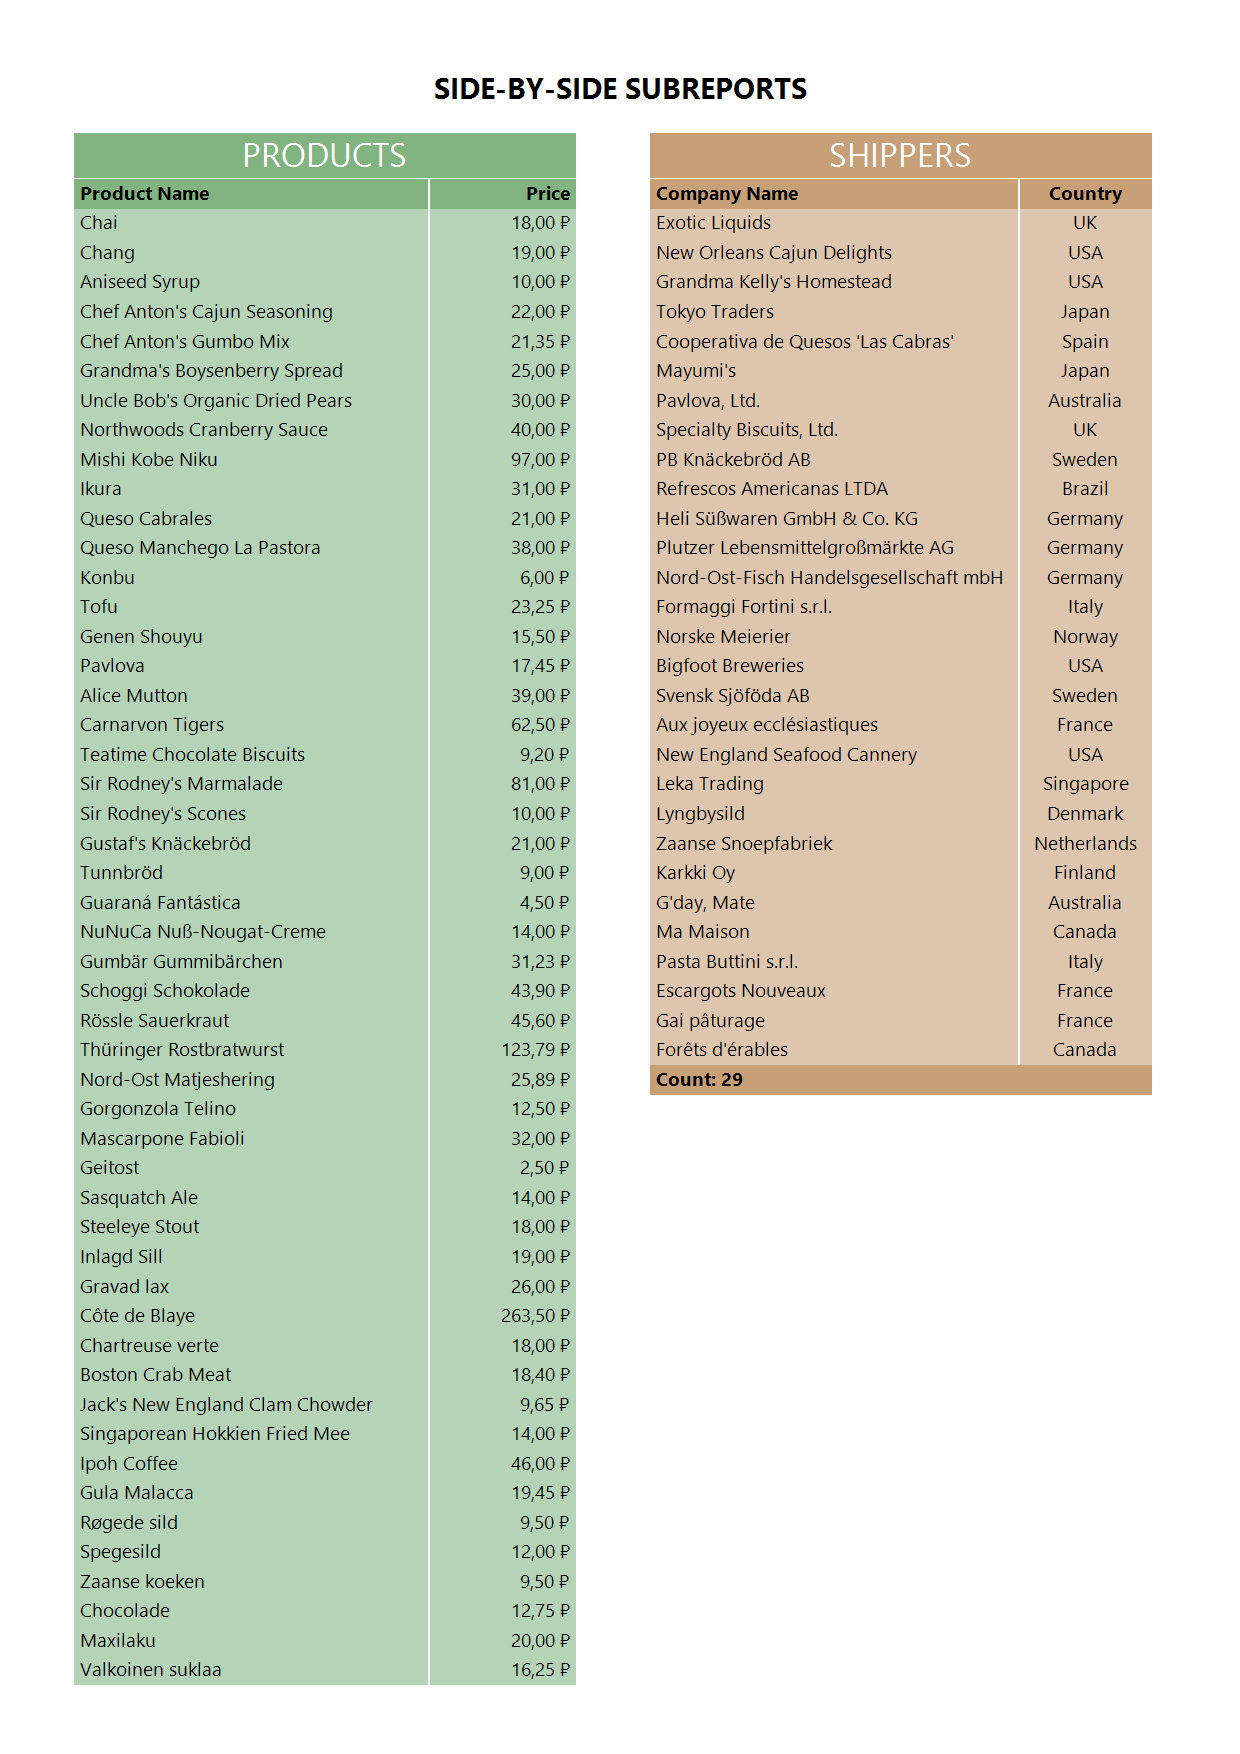 SIDE-BY-SIDE SUBREPORTS
PRODUCTS
Product Name Price
Chai 18,00 ₽
Chang 19,00 ₽
Aniseed Syrup 10,00 ₽
Chef Anton's Cajun Seasoning 22,00 ₽
Chef Anton's Gumbo Mix 21,35 ₽
Grandma's Boysenberry Spread 25,00 ₽
Uncle Bob's Organic Dried Pears 30,00 ₽
Northwoods Cranberry Sauce 40,00 ₽
Mishi Kobe Niku 97,00 ₽
Ikura 31,00 ₽
Queso Cabrales 21,00 ₽
Queso Manchego La Pastora 38,00 ₽
Konbu 6,00 ₽
Tofu 23,25 ₽
Genen Shouyu 15,50 ₽
Pavlova 17,45 ₽
Alice Mutton 39,00 ₽
Carnarvon Tigers 62,50 ₽
Teatime Chocolate Biscuits 9,20 ₽
Sir Rodney's Marmalade 81,00 ₽
Sir Rodney's Scones 10,00 ₽
Gustaf's Knäckebröd 21,00 ₽
Tunnbröd 9,00 ₽
Guaraná Fantástica 4,50 ₽
NuNuCa Nuß-Nougat-Creme 14,00 ₽
Gumbär Gummibärchen 31,23 ₽
Schoggi Schokolade 43,90 ₽
Rössle Sauerkraut 45,60 ₽
Thüringer Rostbratwurst 123,79 ₽
Nord-Ost Matjeshering 25,89 ₽
Gorgonzola Telino 12,50 ₽
Mascarpone Fabioli 32,00 ₽
Geitost 2,50 ₽
Sasquatch Ale 14,00 ₽
Steeleye Stout 18,00 ₽
Inlagd Sill 19,00 ₽
Gravad lax 26,00 ₽
Côte de Blaye 263,50 ₽
Chartreuse verte 18,00 ₽
Boston Crab Meat 18,40 ₽
Jack's New England Clam Chowder 9,65 ₽
Singaporean Hokkien Fried Mee 14,00 ₽
Ipoh Coffee 46,00 ₽
Gula Malacca 19,45 ₽
Røgede sild 9,50 ₽
Spegesild 12,00 ₽
Zaanse koeken 9,50 ₽
Chocolade 12,75 ₽
Maxilaku 20,00 ₽
Valkoinen suklaa 16,25 ₽
SHIPPERS
Company Name Country
Exotic Liquids UK
New Orleans Cajun Delights USA
Grandma Kelly's Homestead USA
Tokyo Traders Japan
Cooperativa de Quesos 'Las Cabras' Spain
Mayumi's Japan
Pavlova, Ltd. Australia
Specialty Biscuits, Ltd. UK
PB Knäckebröd AB Sweden
Refrescos Americanas LTDA Brazil
Heli Süßwaren GmbH & Co. KG Germany
Plutzer Lebensmittelgroßmärkte AG Germany
Nord-Ost-Fisch Handelsgesellschaft mbH Germany
Formaggi Fortini s.r.l. Italy
Norske Meierier Norway
Bigfoot Breweries USA
Svensk Sjöföda AB Sweden
Aux joyeux ecclésiastiques France
New England Seafood Cannery USA
Leka Trading Singapore
Lyngbysild Denmark
Zaanse Snoepfabriek Netherlands
Karkki Oy Finland
G'day, Mate Australia
Ma Maison Canada
Pasta Buttini s.r.l. Italy
Escargots Nouveaux France
Gai pâturage France
Forêts d'érables Canada
Count: 29